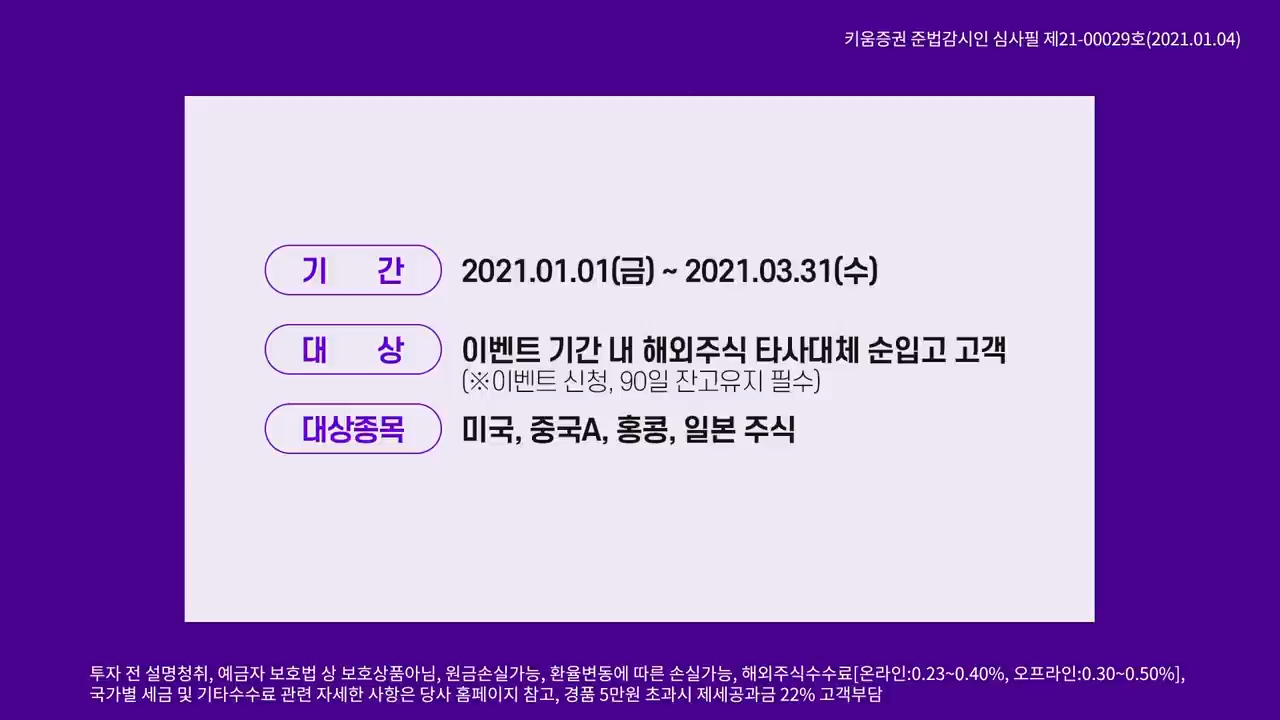 키움증권 준법감시인 심사필 제21-00029호(2021.01.04)
기 간 2021.01.01(금) ~ 2021.03.31(수)
대 상 이벤트 기간 내 해외주식 타사대체 순입고 고객
(※이벤트 신청, 90일 잔고유지 필수)
대상종목 미국, 중국A, 홍콩, 일본 주식
투자 전 설명청취, 예금자 보호법 상 보호상품아님, 원금손실가능, 환율변동에 따른 손실가능, 해외주식수수료[온라인:0.23~0.40%, 오프라인:0.30~0.50%],
국가별 세금 및 기타수수료 관련 자세한 사항은 당사 홈페이지 참고, 경품 5만원 초과시 제세공과금 22% 고객부담